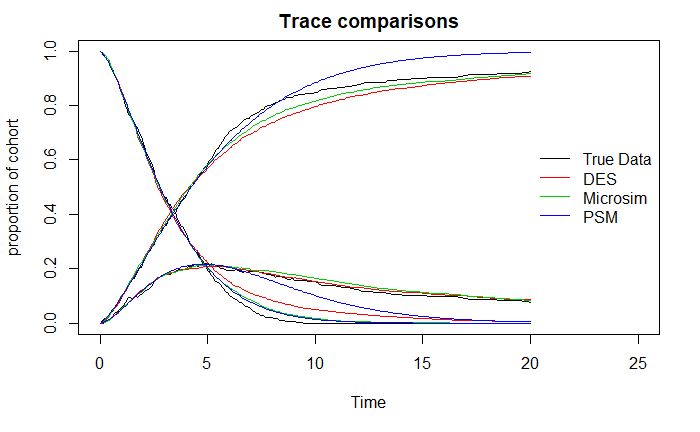 Trace comparisons
proportion of cohort
1.0
0.8
0.6
0.4
0.2
0.0
True Data
DES
Microsim
PSM
0
5
10
15
20
25
Time